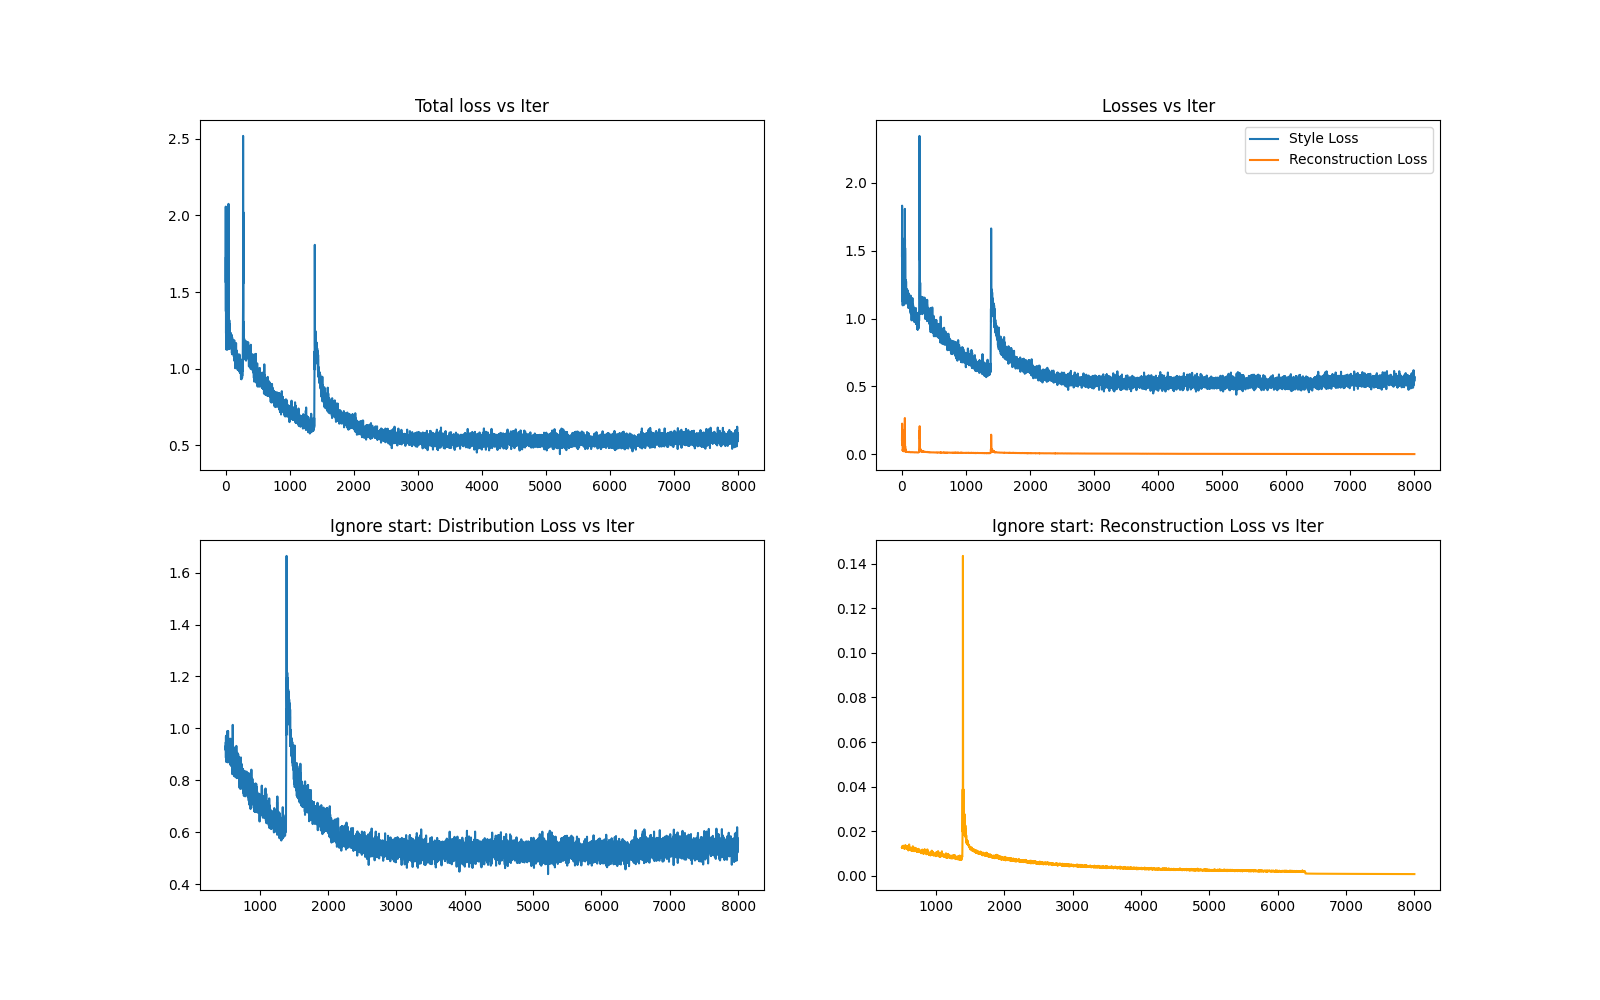 Total loss vs Iter
2.5
2.0
1.5
1.0
0.5
0 1000 2000 3000 4000 5000 6000 7000 8000
Losses vs Iter
Style Loss
Reconstruction Loss
2.0
1.5
1.0
0.5
0.0
0 1000 2000 3000 4000 5000 6000 7000 8000
Ignore start: Distribution Loss vs Iter
1.6
1.4
1.2
1.0
0.8
0.6
0.4
1000 2000 3000 4000 5000 6000 7000 8000
Ignore start: Reconstruction Loss vs Iter
0.14
0.12
0.10
0.08
0.06
0.04
0.02
0.00
1000 2000 3000 4000 5000 6000 7000 8000